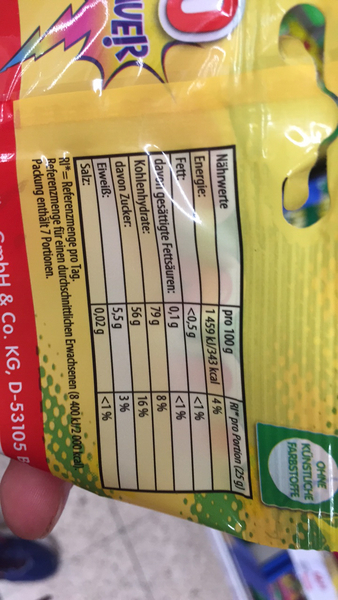 AUER
OHNE
KÜNSTLICHE
FARBSTOFFE
Nährwerte pro 100 g RI* pro Portion (25 g)
Energie: 1 459 kJ/343 kcal 4 %
Fett: <0,5 g <1 %
davon gesättigte Fettsäuren: 0,1 g <1 %
Kohlenhydrate: 79 g 8 %
davon Zucker: 56 g 16 %
Eiweiß: 5,5 g 3 %
Salz: 0,02 g <1 %
*RI* = Referenzmenge pro Tag.
Referenzmenge für einen durchschnittlichen Erwachsenen (8 400 kJ/2 000 kcal)
Packung enthält 7 Portionen.
GmbH & Co. KG, D-53105